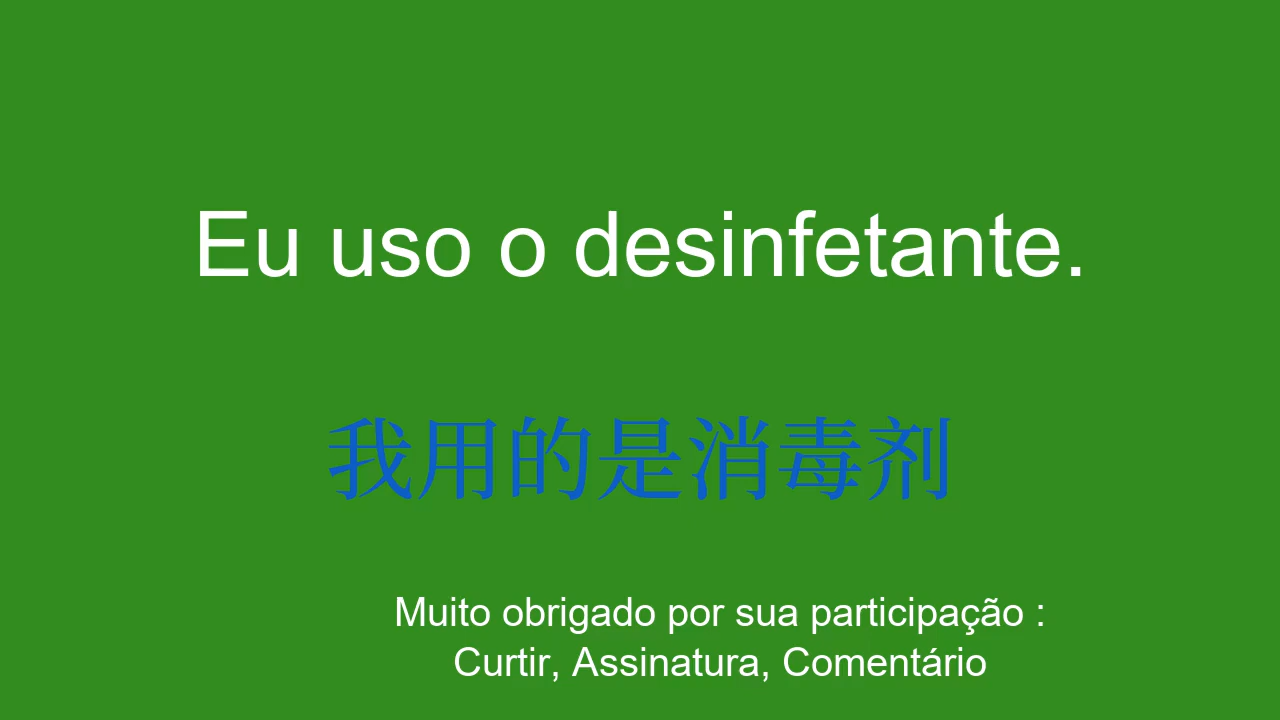 Eu uso o desinfetante.
我用的是消毒剂
Muito obrigado por sua participação :
Curtir, Assinatura, Comentário